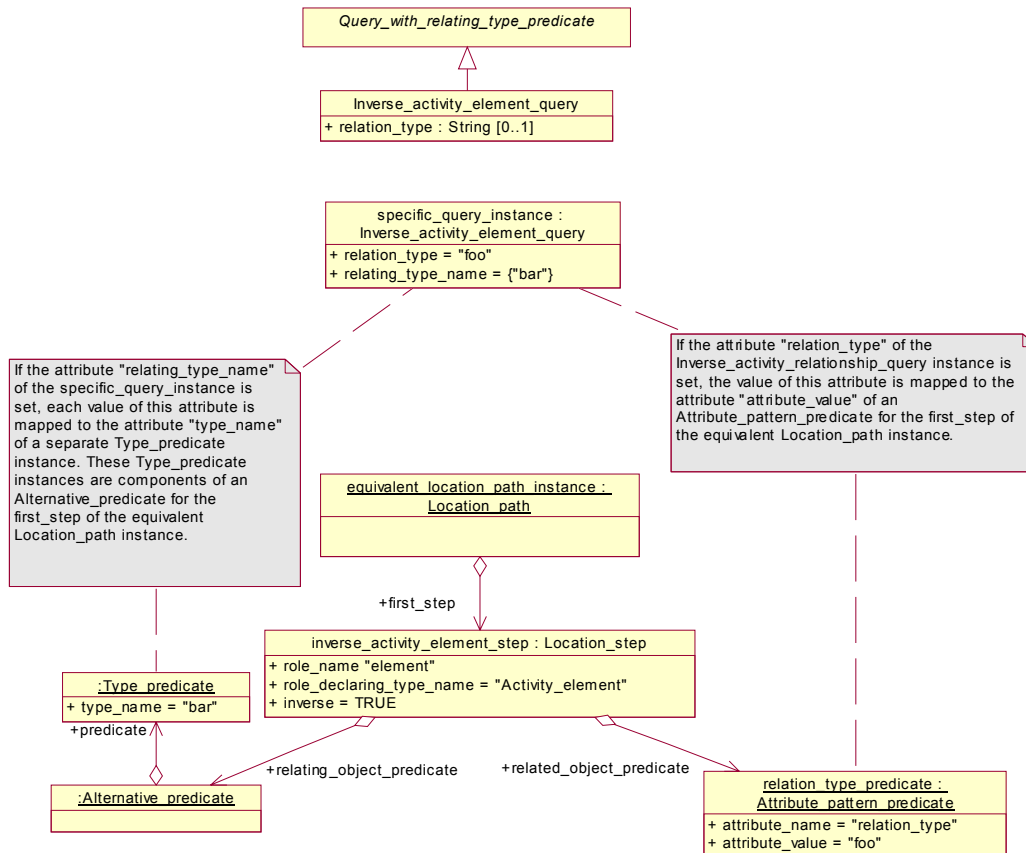 Query_with_relating_type_predicate
Inverse_activity_element_query
+ relation_type : String [0..1]
specific_query_instance :
Inverse_activity_element_query
+ relation_type = "foo"
+ relating_type_name = {"bar"}
If the attribute "relating_type_name"
of the specific_query_instance is
set, each value of this attribute is
mapped to the attribute "type_name"
of a separate Type_predicate
instance. These Type_predicate
instances are components of an
Alternative_predicate for the
first_step of the equivalent
Location_path instance.
If the attribute "relation_type" of the
Inverse_activity_relationship_query instance is
set, the value of this attribute is mapped to the
attribute "attribute_value" of an
Attribute_pattern_predicate for the first_step of
the equivalent Location_path instance.
equivalent_location_path_instance :
Location_path
+first_step
inverse_activity_element_step : Location_step
+ role_name "element"
+ role_declaring_type_name = "Activity_element"
+ inverse = TRUE
:Type_predicate
+ type_name = "bar"
+predicate
:Alternative_predicate
+relating_object_predicate
+related_object_predicate
relation_type_predicate :
Attribute_pattern_predicate
+ attribute_name = "relation_type"
+ attribute_value = "foo"